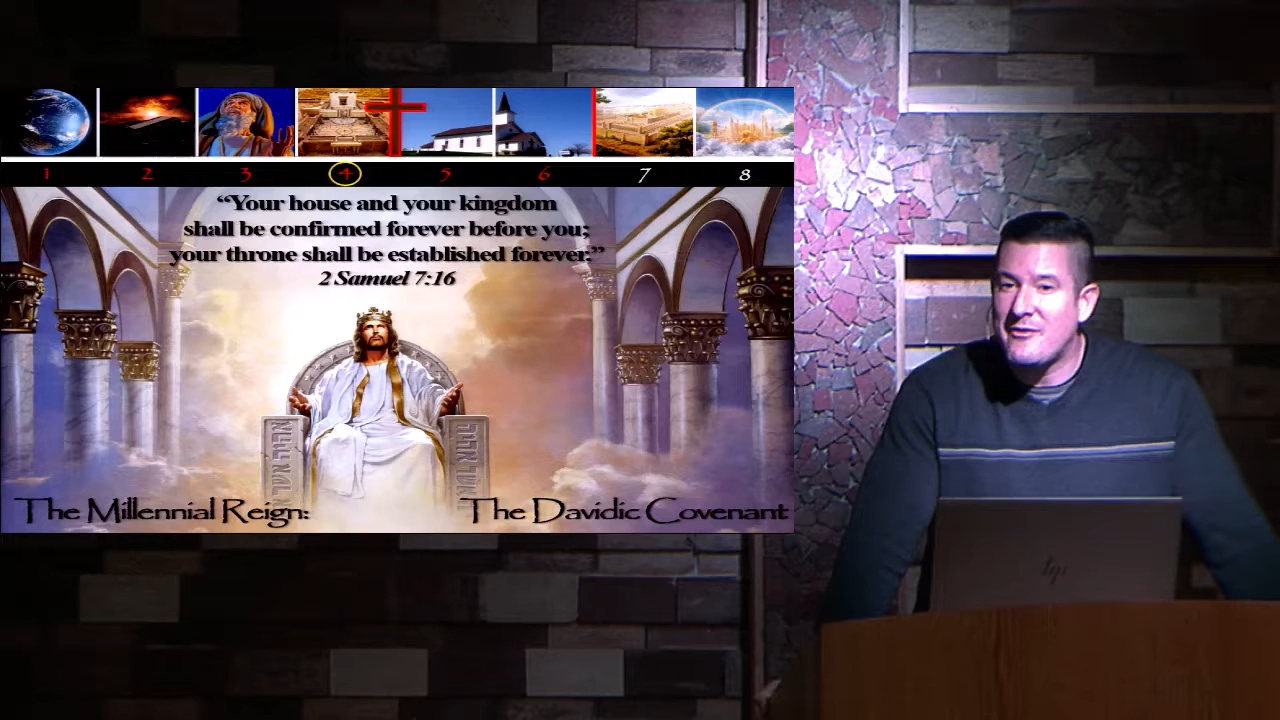 1 2 3 4 5 6 7 8
“Your house and your kingdom
shall be confirmed forever before you;
your throne shall be established forever.”
2 Samuel 7:16
The Millennial Reign: The Davidic Covenant
hp